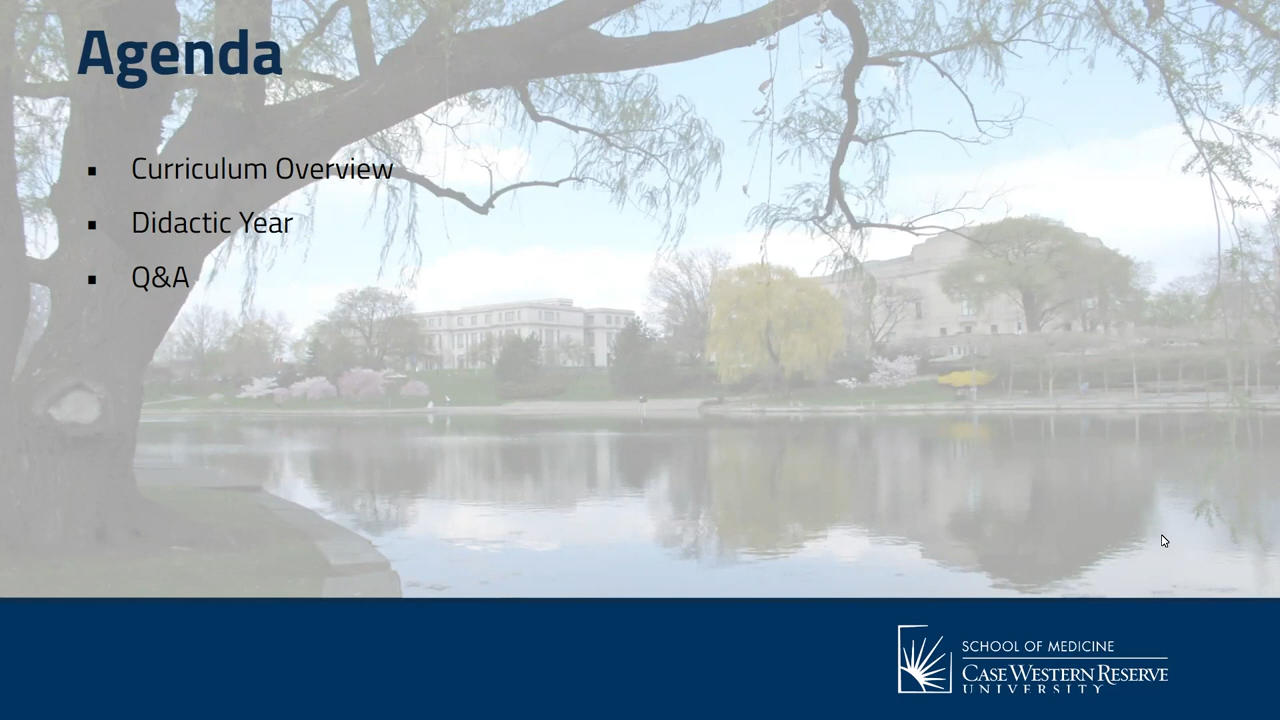 Agenda
▪ Curriculum Overview
▪ Didactic Year
▪ Q&A
SCHOOL OF MEDICINE
CASE WESTERN RESERVE
UNIVERSITY